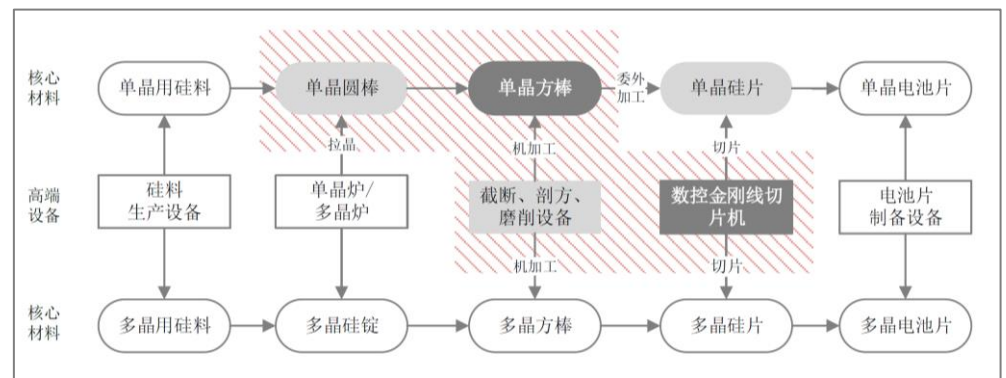 核心
材料
单晶用硅料
单晶圆棒
单晶方棒
委外
加工
单晶硅片
单晶电池片
拉晶
机加工
切片
高端
设备
硅料
生产设备
单晶炉/
多晶炉
截断、剖方、
磨削设备
数控金刚线切
片机
电池片
制备设备
机加工
切片
核心
材料
多晶用硅料
多晶硅锭
多晶方棒
多晶硅片
多晶电池片